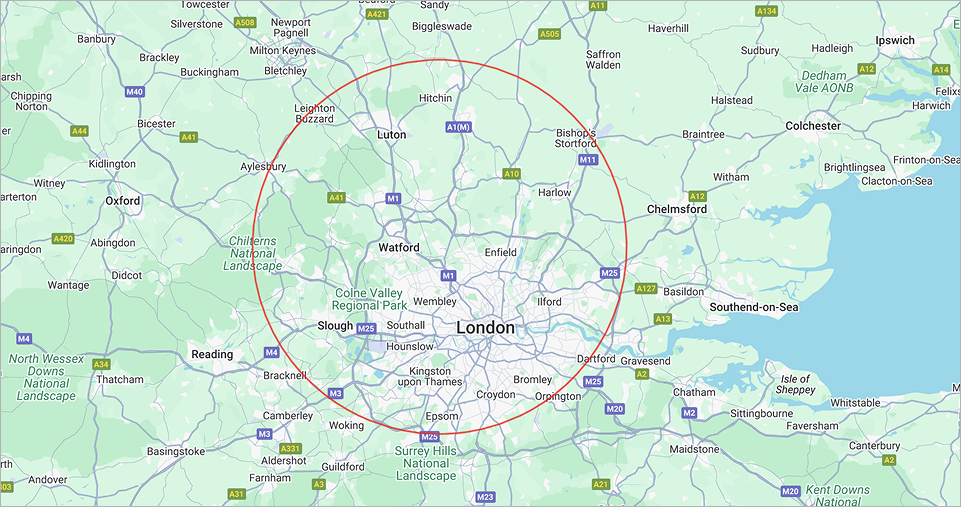 Towcester
Bedford
Sandy
A421
A11
A134
Silverstone
A508
Newport
Pagnell
Biggleswade
A505
Haverhill
Hadleigh
Ipswich
Banbury
Brackley
Milton Keynes
Saffron
Walden
Sudbury
A12
A14
Buckingham
Bletchley
Dedham
Vale AONB
Felixs
M40
Chipping
Norton
Leighton
Buzzard
Hitchin
Halstead
Harwich
A44
Bicester
A41
Luton
A1(M)
Bishop's
Stortford
Braintree
Colchester
Kidlington
Aylesbury
M11
Frinton-on-Sea
Brightlingsea
Clacton-on-Sea
Witney
A10
Witham
arterton
Oxford
A41
M1
Harlow
A12
Chelmsford
A420
Abingdon
Chilterns
National
Landscape
Watford
Enfield
aringdon
Didcot
M1
M25
Wantage
Colne Valley
Regional Park
Wembley
Ilford
A127
Basildon
Southend-on-Sea
Slough
M25
Southall
London
A13
M4
Reading
M4
Hounslow
Dartford
Gravesend
North Wessex
Downs
National
Landscape
A34
Thatcham
Bracknell
Kingston
upon Thames
Bromley
M25
A2
Isle of
Sheppey
M3
Croydon
Orpington
Chatham
Whitstable
Camberley
Epsom
M20
M2
Sittingbourne
Woking
Faversham
M3
M25
Canterbury
Basingstoke
A331
Surrey Hills
National
Landscape
Maidstone
A2
Aldershot
Guildford
Andover
Farnham
A3
A21
303
A31
M23
M20
Kent Downs
National